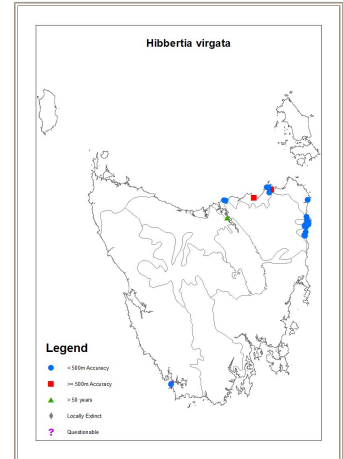 Hibbertia virgata
Legend
< 500m Accuracy
>= 500m Accuracy
> 50 years
Locally Extinct
? Questionable